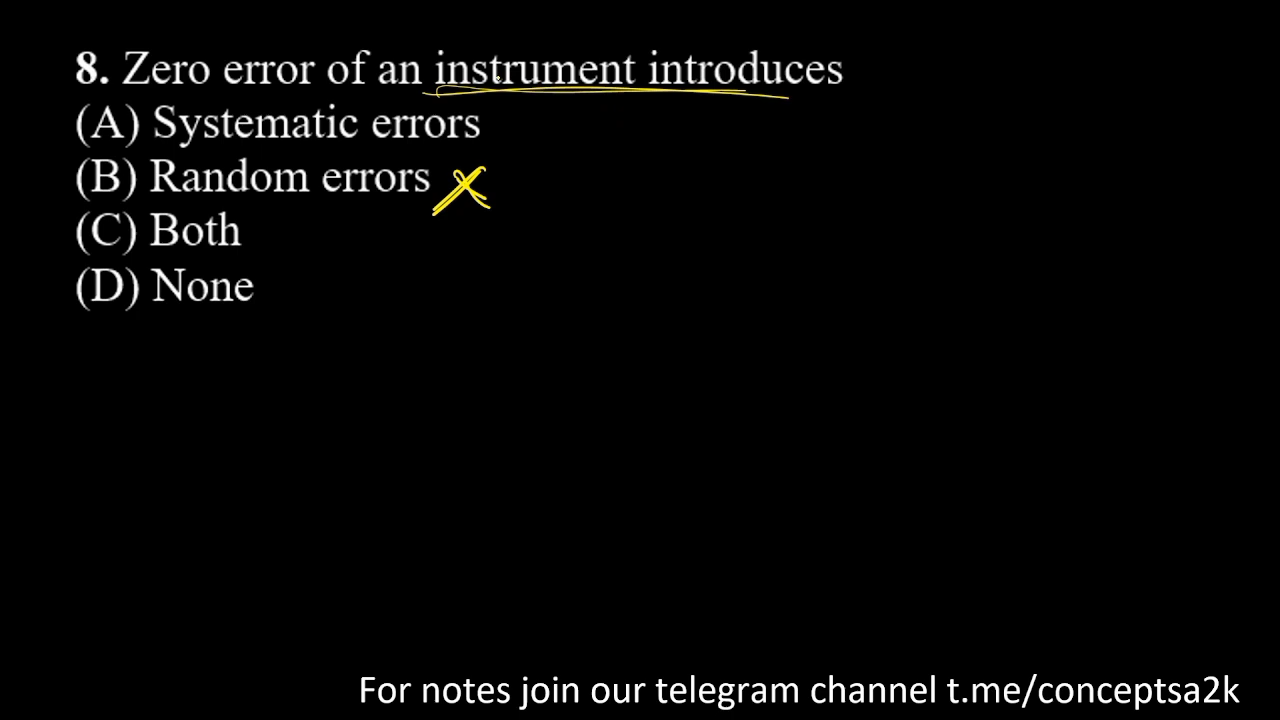 8. Zero error of an instrument introduces
(A) Systematic errors
(B) Random errors
(C) Both
(D) None
For notes join our telegram channel t.me/conceptsa2k